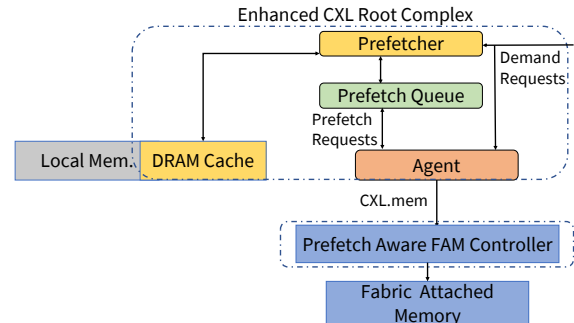 Enhanced CXL Root Complex
Prefetcher
Demand
Requests
Prefetch Queue
Prefetch
Requests
Local Mem.
DRAM Cache
Agent
CXL.mem
Prefetch Aware FAM Controller
Fabric Attached
Memory